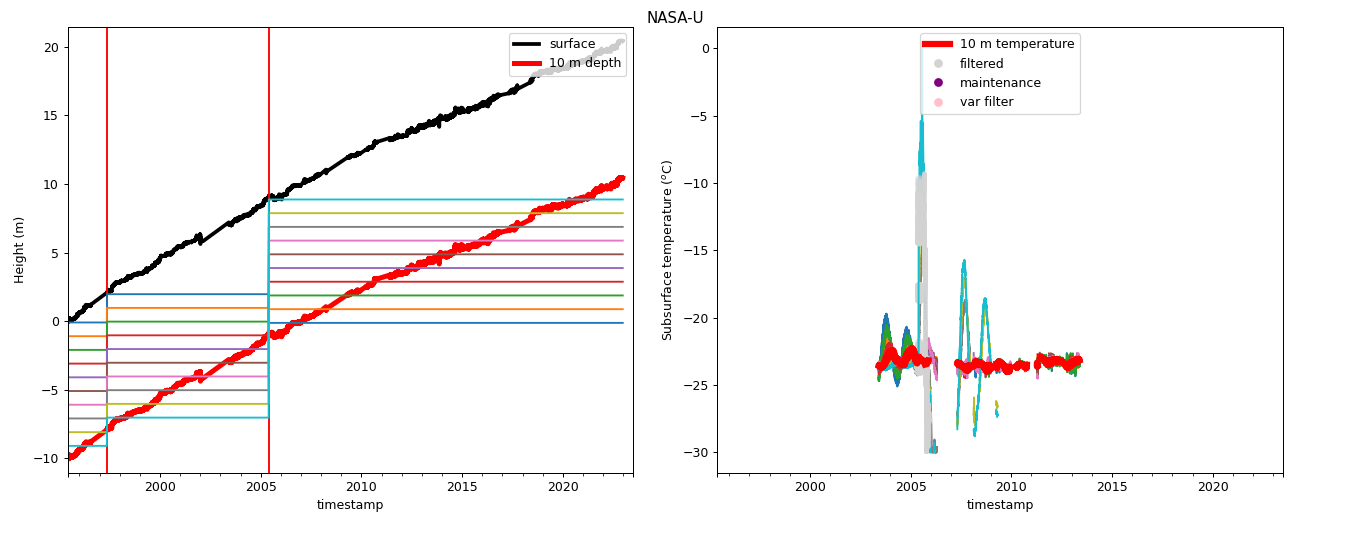 NASA-U
surface
10 m depth
Height (m)
20
15
10
5
0
−5
−10
2000
2005
2010
2015
2020
timestamp
10 m temperature
filtered
maintenance
var filter
Subsurface temperature (°C)
0
−5
−10
−15
−20
−25
−30
2000
2005
2010
2015
2020
timestamp